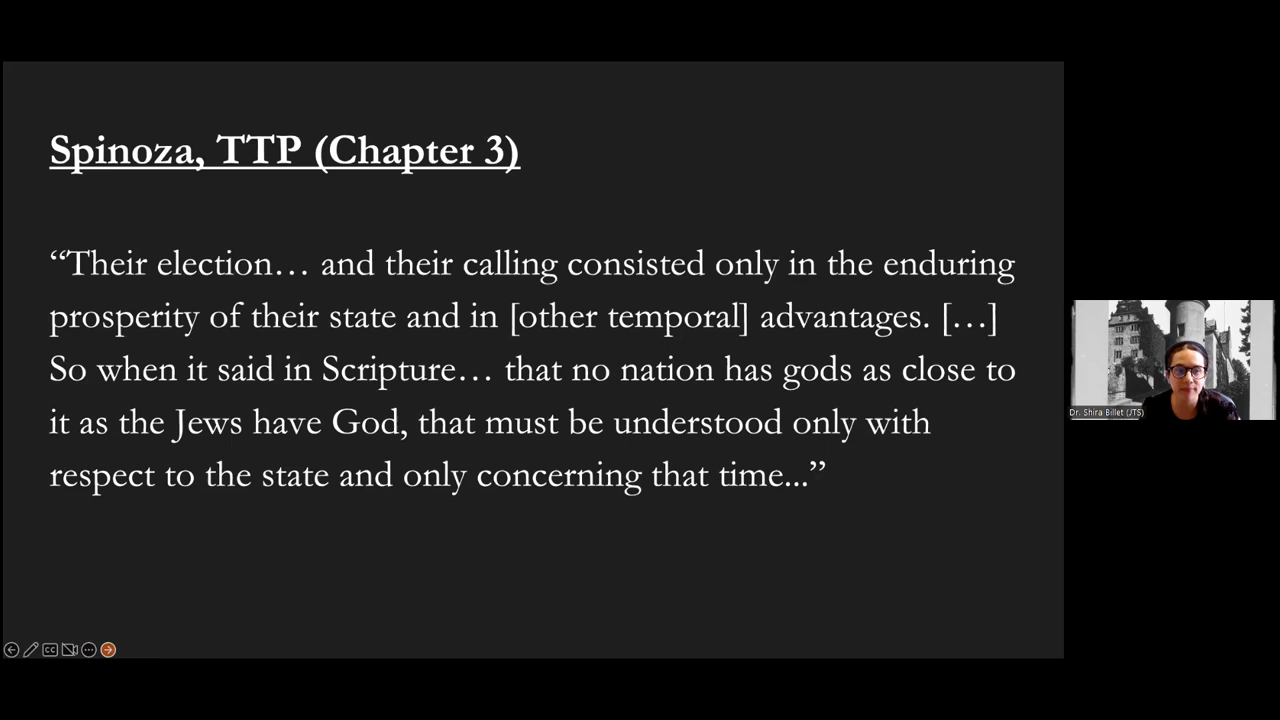 Spinoza, TTP (Chapter 3)
“Their election… and their calling consisted only in the enduring
prosperity of their state and in [other temporal] advantages. […]
So when it said in Scripture… that no nation has gods as close to
it as the Jews have God, that must be understood only with
respect to the state and only concerning that time...”
Dr. Shira Billet (JTS)
CC